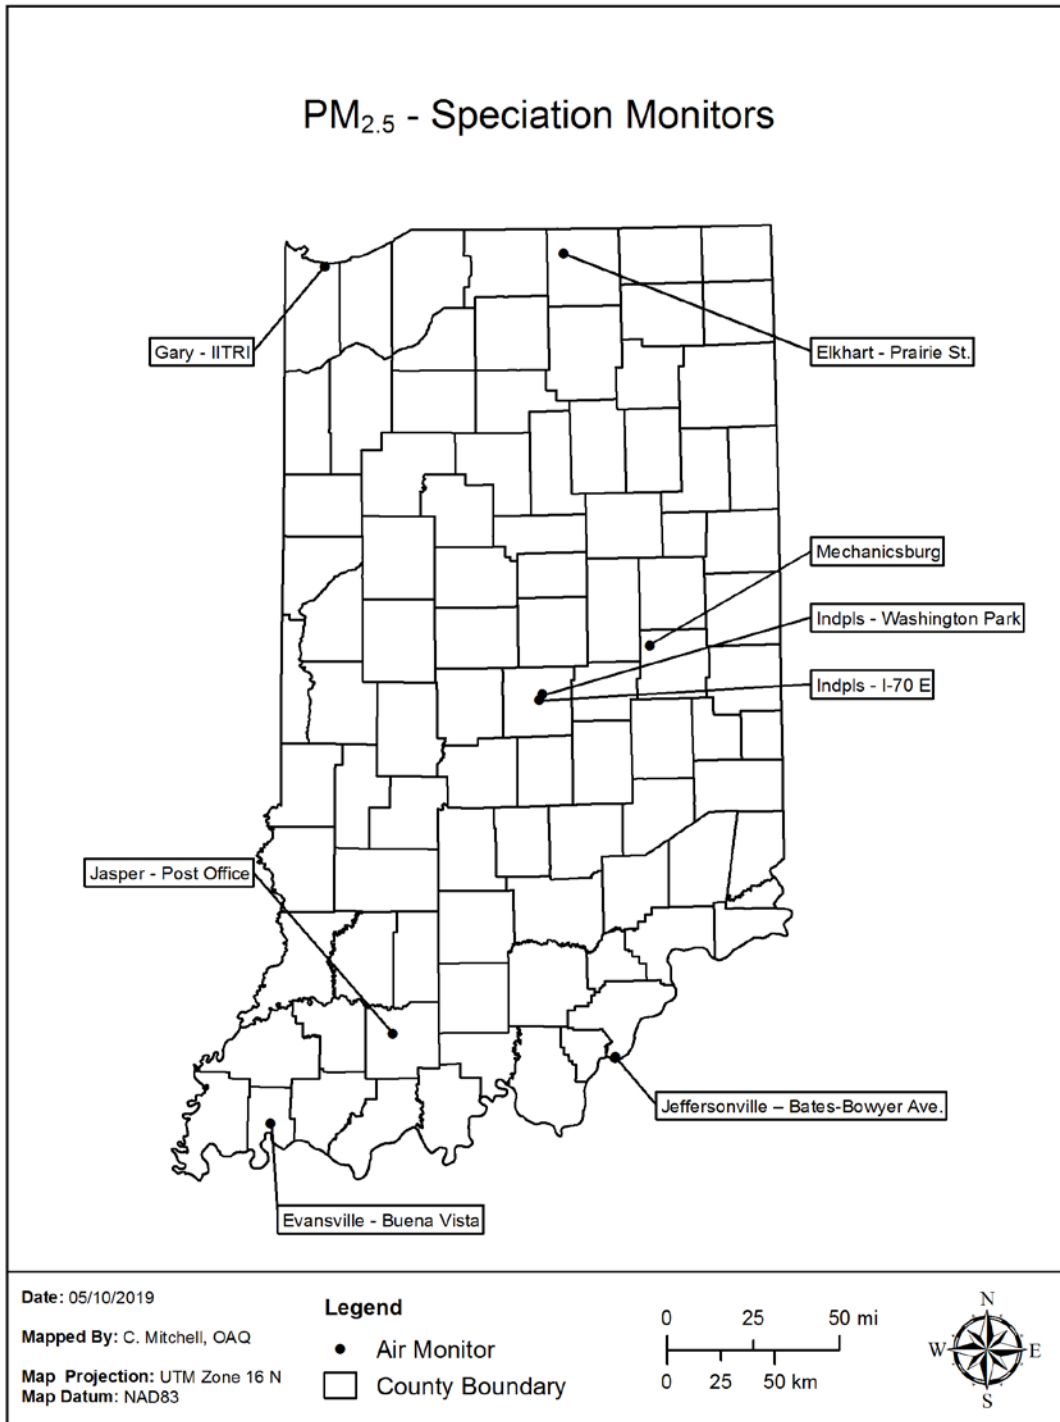 PM2.5 - Speciation Monitors
Gary - IITRI
Elkhart - Prairie St.
Mechanicsburg
Indpls - Washington Park
Indpls - I-70 E
Jasper - Post Office
Jeffersonville – Bates-Bowyer Ave.
Evansville - Buena Vista
Date: 05/10/2019
Mapped By: C. Mitchell, OAQ
Map Projection: UTM Zone 16 N
Map Datum: NAD83
Legend
Air Monitor
County Boundary
0 25 50 mi
0 25 50 km
N
W E
S